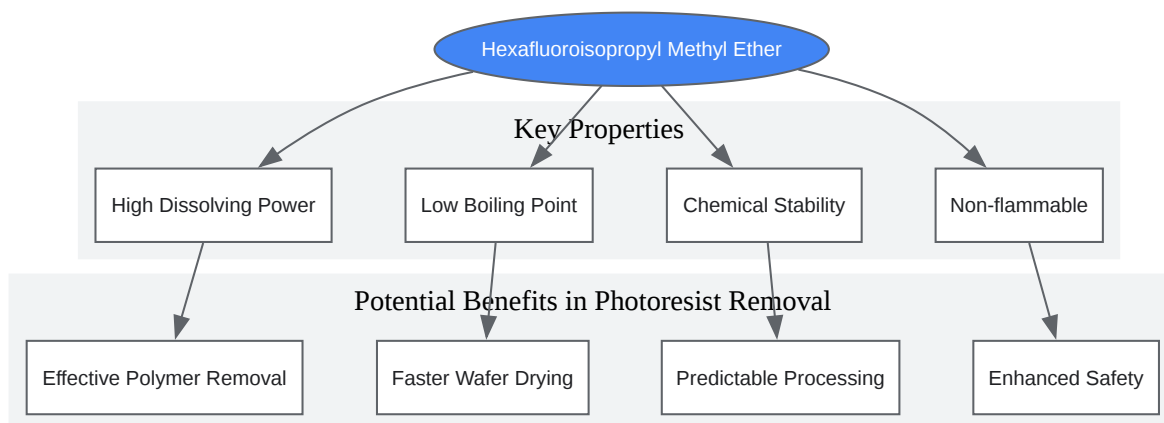 Hexafluoroisopropyl Methyl Ether
Key Properties
High Dissolving Power
Low Boiling Point
Chemical Stability
Non-flammable
Potential Benefits in Photoresist Removal
Effective Polymer Removal
Faster Wafer Drying
Predictable Processing
Enhanced Safety